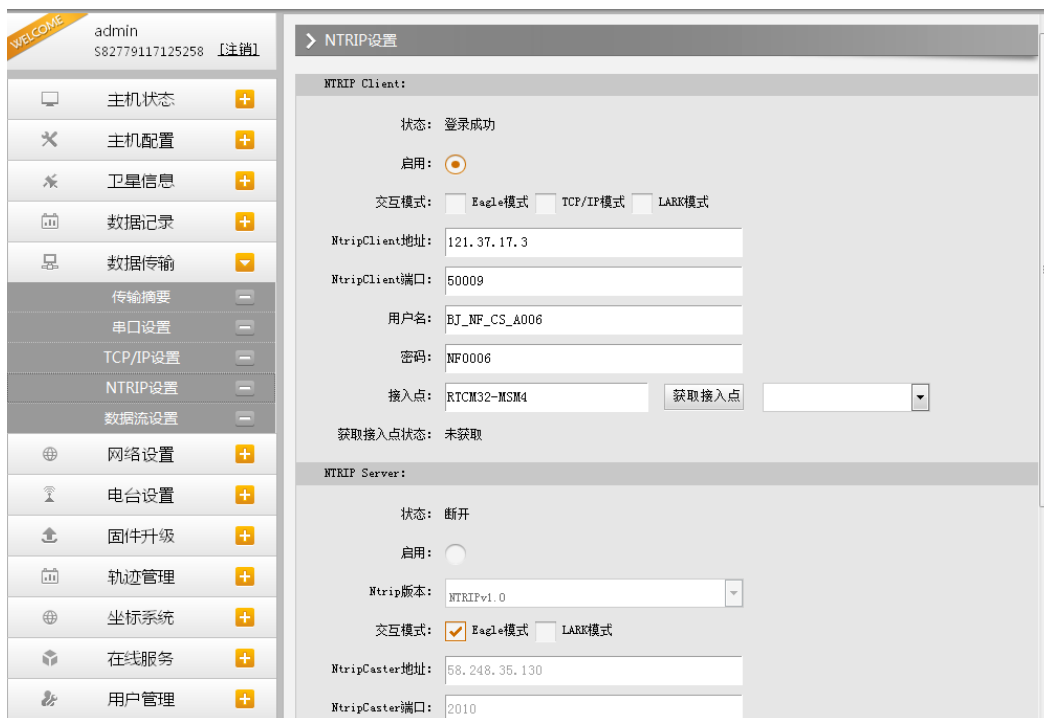 WELCOME
admin
S82779117125258 [注销]
主机状态
主机配置
卫星信息
数据记录
数据传输
传输摘要
串口设置
TCP/IP设置
NTRIP设置
数据流设置
网络设置
电台设置
固件升级
轨迹管理
坐标系统
在线服务
用户管理
NTRIP设置
NTRIP Client:
状态: 登录成功
启用:
交互模式: Eagle模式 TCP/IP模式 LARK模式
NtripClient地址: 121.37.17.3
NtripClient端口: 50009
用户名: BJ_NF_CS_A006
密码: NF0006
接入点: RTCM32-MSM4 获取接入点
获取接入点状态: 未获取
NTRIP Server:
状态: 断开
启用:
Ntrip版本: NTRIPv1.0
交互模式: Eagle模式 LARK模式
NtripCaster地址: 58.248.35.130
NtripCaster端口: 2010